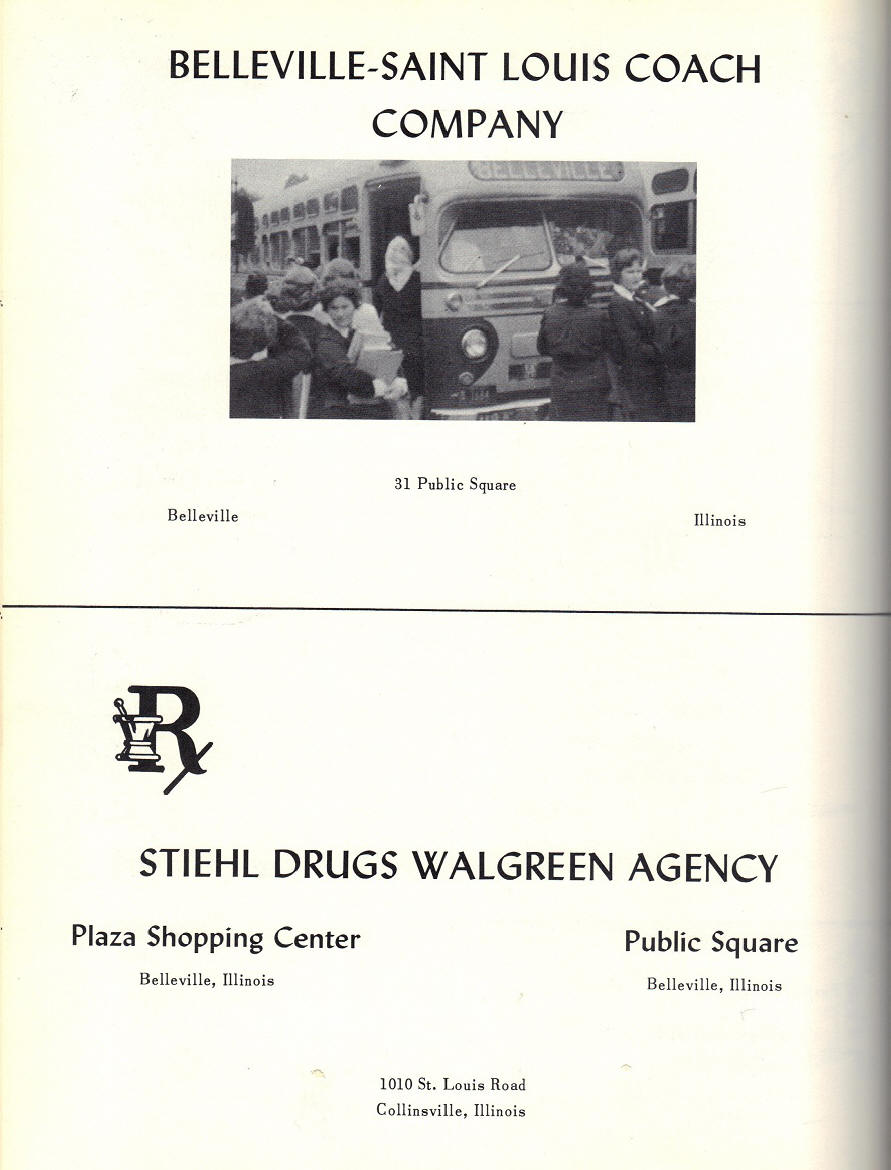 BELLEVILLE-SAINT LOUIS COACH
COMPANY
BELLEVILLE
31 Public Square
Belleville
Illinois
Rx
STIEHL DRUGS WALGREEN AGENCY
Plaza Shopping Center
Belleville, Illinois
Public Square
Belleville, Illinois
1010 St. Louis Road
Collinsville, Illinois